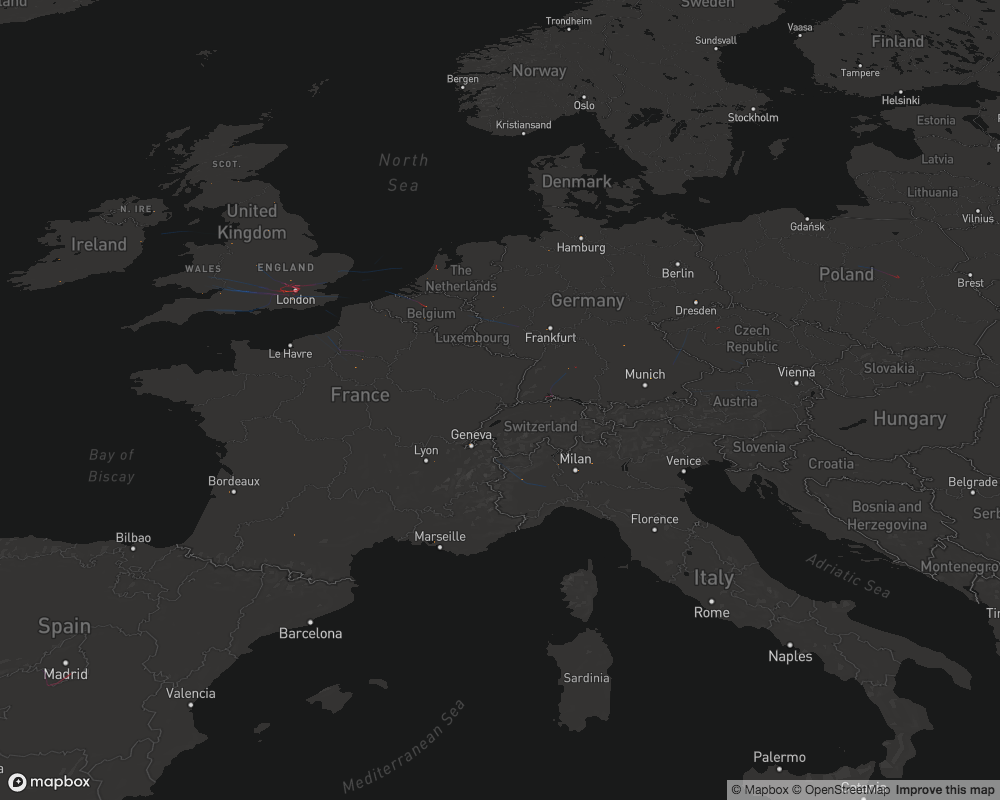 land
Sweden
Trondheim
Vaasa
Sundsvall
Finland
Norway
Tampere
Bergen
Helsinki
Oslo
Stockholm
Estonia
Kristiansand
North
Sea
SCOT.
Latvia
Denmark
Lithuania
N. IRE.
United
Kingdom
Vilnius
Gdańsk
Ireland
Hamburg
WALES
ENGLAND
The
Netherlands
Berlin
Poland
Brest
London
Germany
Dresden
Belgium
Luxembourg
Frankfurt
Czech
Republic
Le Havre
Slovakia
Munich
Vienna
France
Austria
Hungary
Switzerland
Geneva
Slovenia
Lyon
Milan
Venice
Croatia
Bay of
Biscay
Bordeaux
Belgrade
Bosnia and
Herzegovina
Serb
Florence
Bilbao
Marseille
Montenegro
Adriatic Sea
Italy
Rome
Tir
Spain
Barcelona
Naples
Madrid
Sardinia
Valencia
Mediterranean Sea
Palermo
a
mapbox
© Mapbox © OpenStreetMap Improve this map